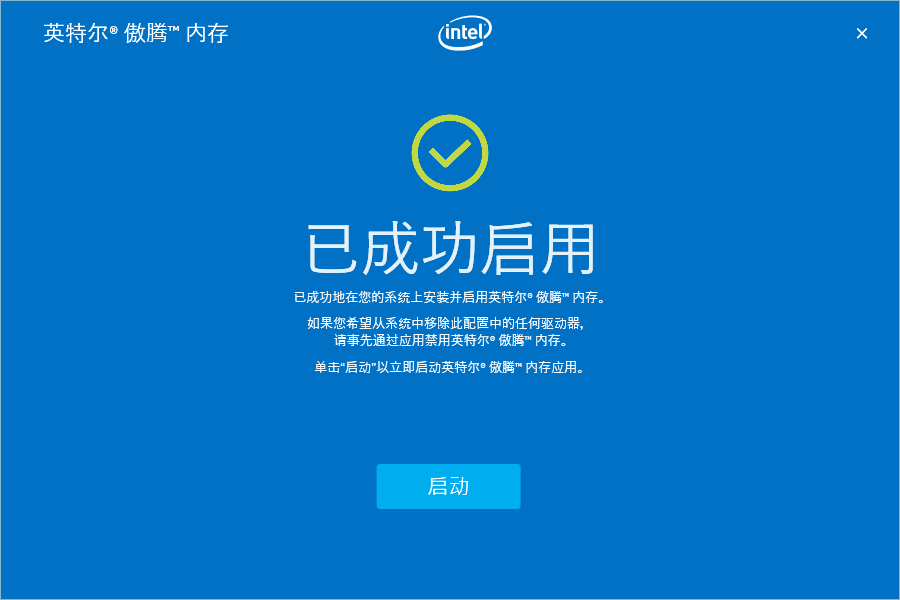 英特尔® 傲腾™ 内存
intel
已成功启用
已成功地在您的系统上安装并启用英特尔® 傲腾™ 内存。
如果您希望从系统中移除此配置中的任何驱动器，
请事先通过应用禁用英特尔® 傲腾™ 内存。
单击“启动”以立即启动英特尔® 傲腾™ 内存应用。
启动